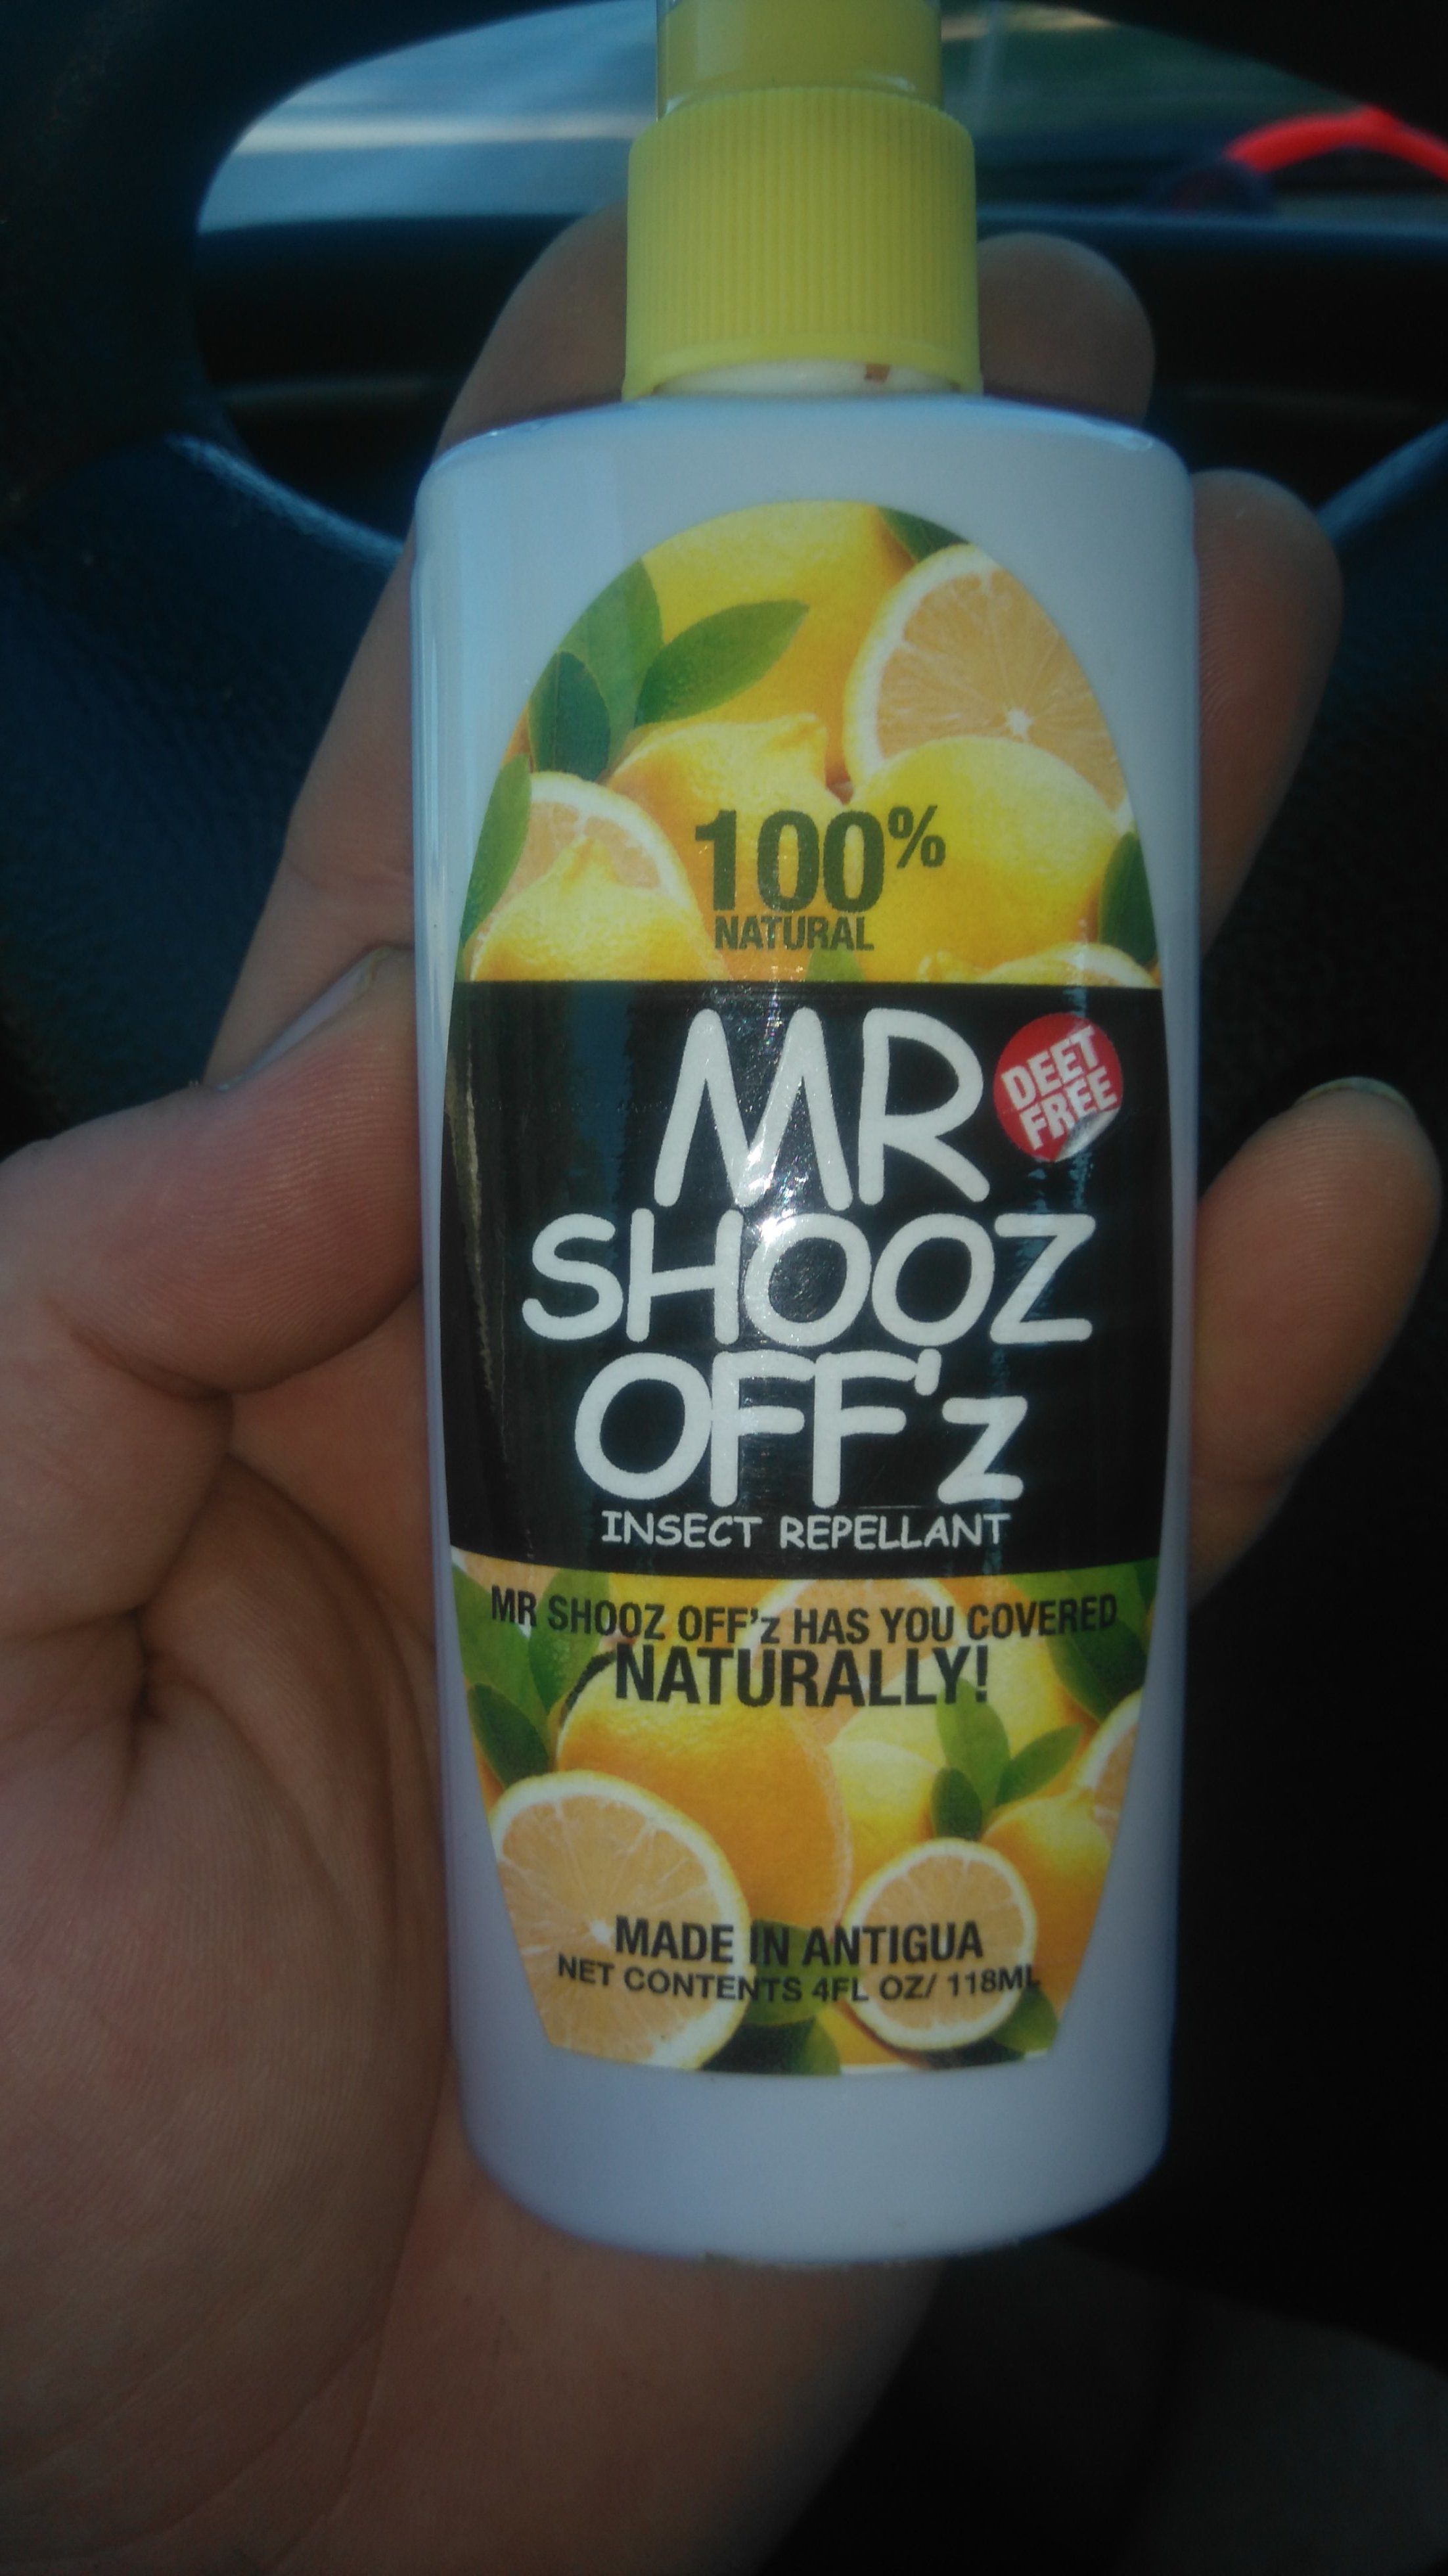 100%
NATURAL
MR
DEET
FREE
SHOOZ
OFF'z
INSECT REPELLANT
MR SHOOZ OFF'z HAS YOU COVERED
NATURALLY!
MADE IN ANTIGUA
NET CONTENTS 4FL OZ/ 118ML